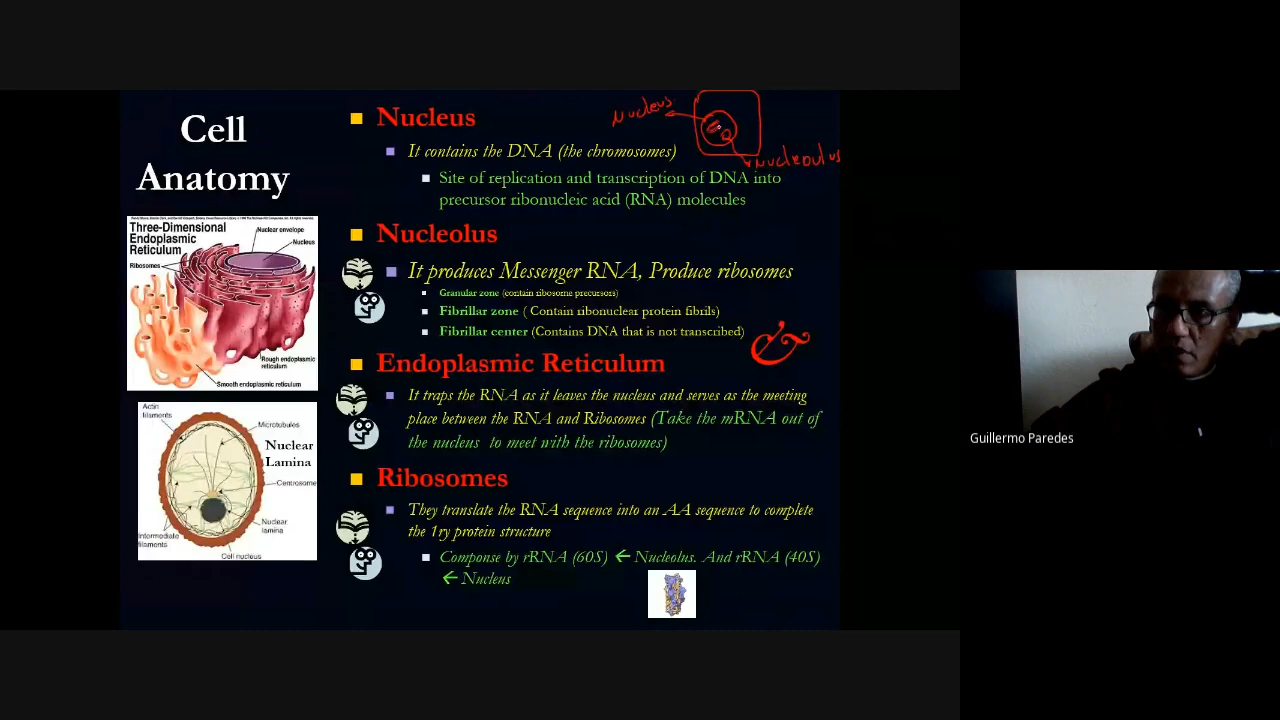 Cell
Anatomy
Nucleus
It contains the DNA (the chromosomes)
Site of replication and transcription of DNA into
precursor ribonucleic acid (RNA) molecules
Nucleus
Nucleolus
Nucleolus
It produces Messenger RNA, Produce ribosomes
Granular zone (contain ribosome precursors)
Fibrillar zone ( Contain ribonuclear protein fibrils)
Fibrillar center (Contains DNA that is not transcribed)
&
Endoplasmic Reticulum
It traps the RNA as it leaves the nucleus and serves as the meeting
place between the RNA and Ribosomes (Take the mRNA out of
the nucleus to meet with the ribosomes)
Ribosomes
They translate the RNA sequence into an AA sequence to complete
the 1ry protein structure
Componse by rRNA (60S) ← Nucleolus. And rRNA (40S)
← Nucleus
Three-Dimensional
Endoplasmic
Reticulum
Nuclear envelope
Nucleus
Ribosomes
Rough endoplasmic
reticulum
Smooth endoplasmic reticulum
Actin
filaments
Microtubules
Nuclear
Lamina
Centrosome
Nuclear
lamina
Intermediate
filaments
Cell nucleus
Guillermo Paredes